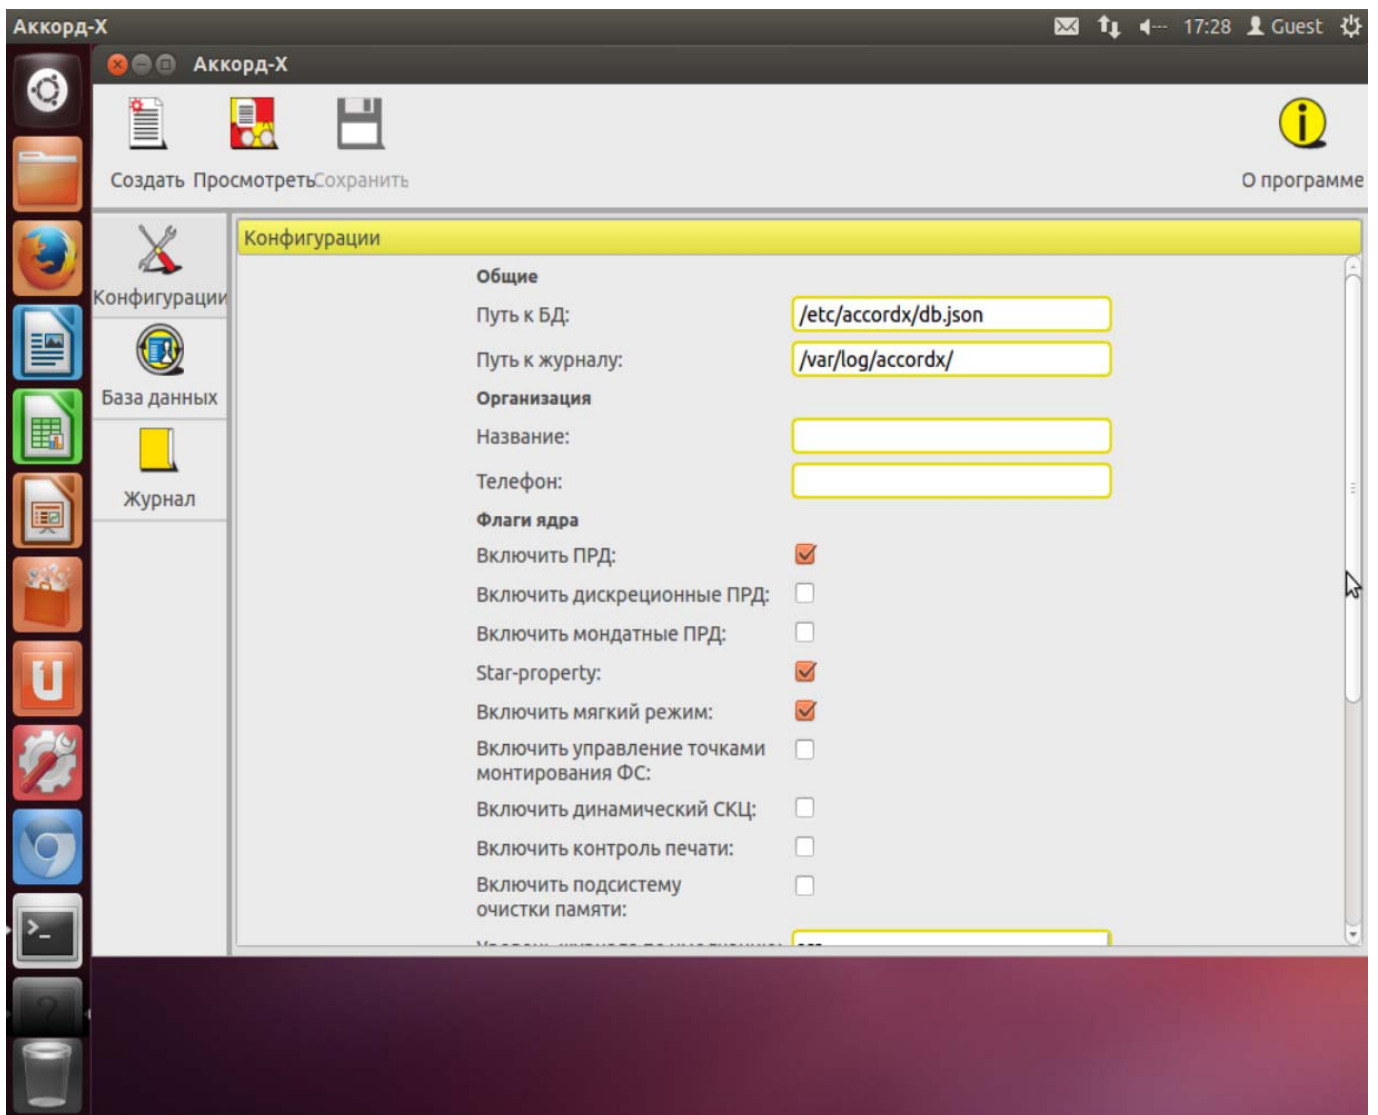 Аккорд-X
17:28 Guest
Аккорд-X
Создать Просмотреть Сохранить
О программе
Конфигурации
База данных
Журнал
Конфигурации
Общие
Путь к БД: /etc/accordx/db.json
Путь к журналу: /var/log/accordx/
Организация
Название:
Телефон:
Флаги ядра
Включить ПРД:
Включить дискреционные ПРД:
Включить мондатные ПРД:
Star-property:
Включить мягкий режим:
Включить управление точками
монтирования ФС:
Включить динамический СКЦ:
Включить контроль печати:
Включить подсистему
очистки памяти: